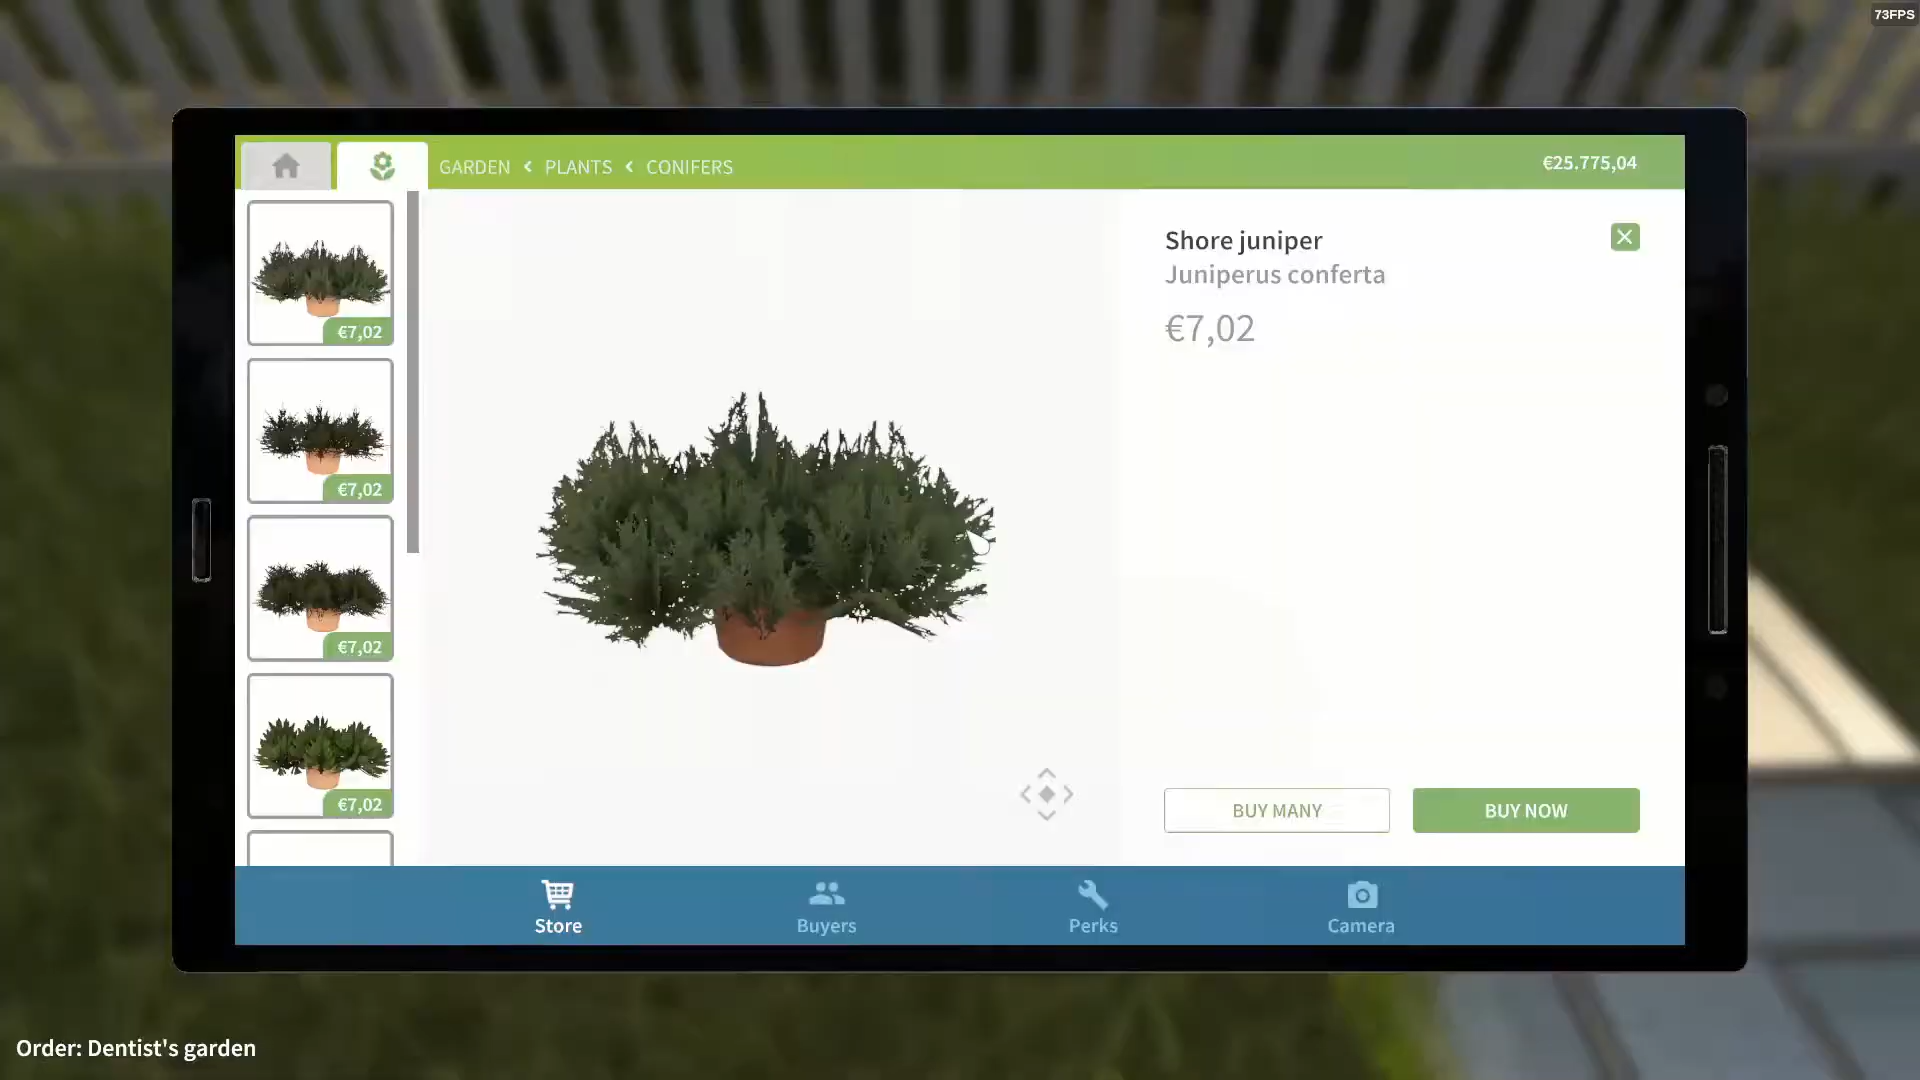 73FPS
GARDEN < PLANTS < CONIFERS
€25.775,04
€7,02
€7,02
€7,02
€7,02
Shore juniper
Juniperus conferta
€7,02
BUY MANY
BUY NOW
Store
Buyers
Perks
Camera
Order: Dentist's garden